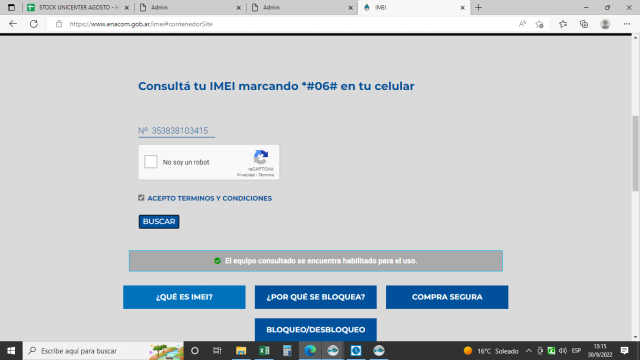 STOCK UNICENTER AGOSTO - H
Admin
Admin
IMEI
https://www.enacom.gob.ar/imei#contenedorSite
Consultá tu IMEI marcando *#06# en tu celular
Nº 353838103415
No soy un robot
reCAPTCHA
Privacidad - Términos
ACEPTO TERMINOS Y CONDICIONES
BUSCAR
El equipo consultado se encuentra habilitado para el uso.
¿QUÉ ES IMEI?
¿POR QUÉ SE BLOQUEA?
COMPRA SEGURA
BLOQUEO/DESBLOQUEO
Escribe aquí para buscar
16°C Soleado
ESP
13:15
30/9/2022